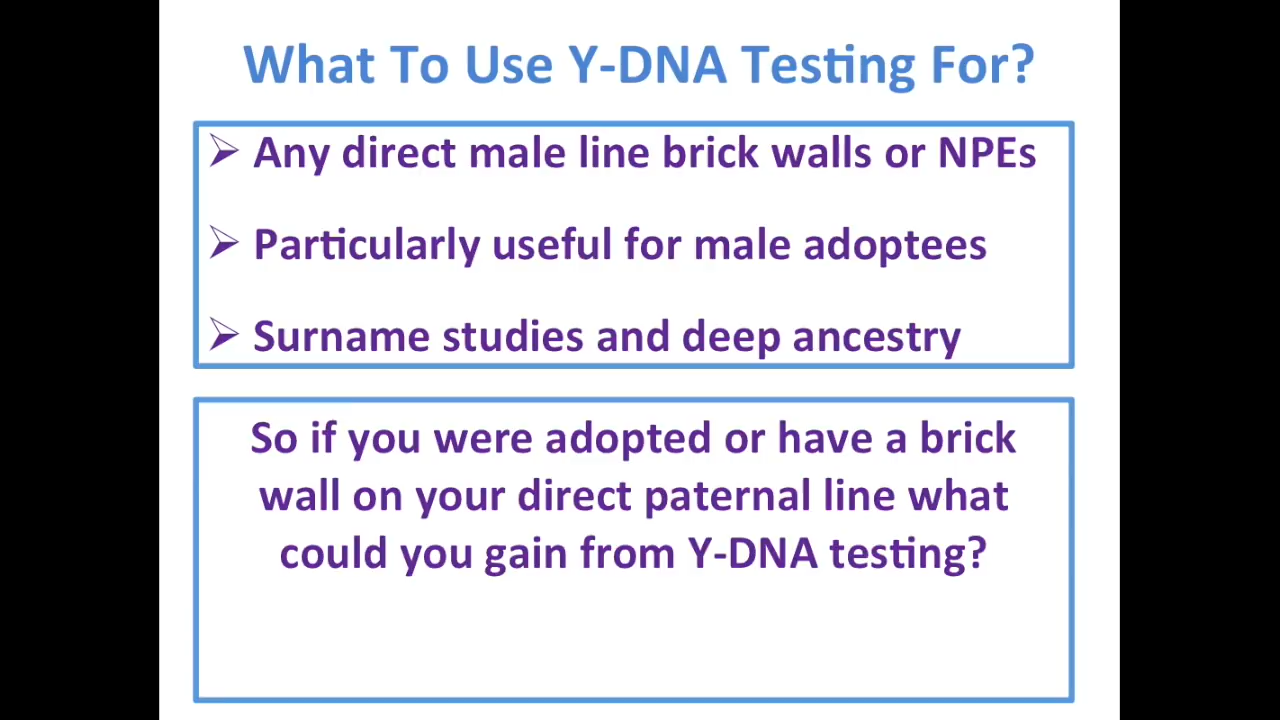 What To Use Y-DNA Testing For?
➢ Any direct male line brick walls or NPEs
➢ Particularly useful for male adoptees
➢ Surname studies and deep ancestry
So if you were adopted or have a brick
wall on your direct paternal line what
could you gain from Y-DNA testing?